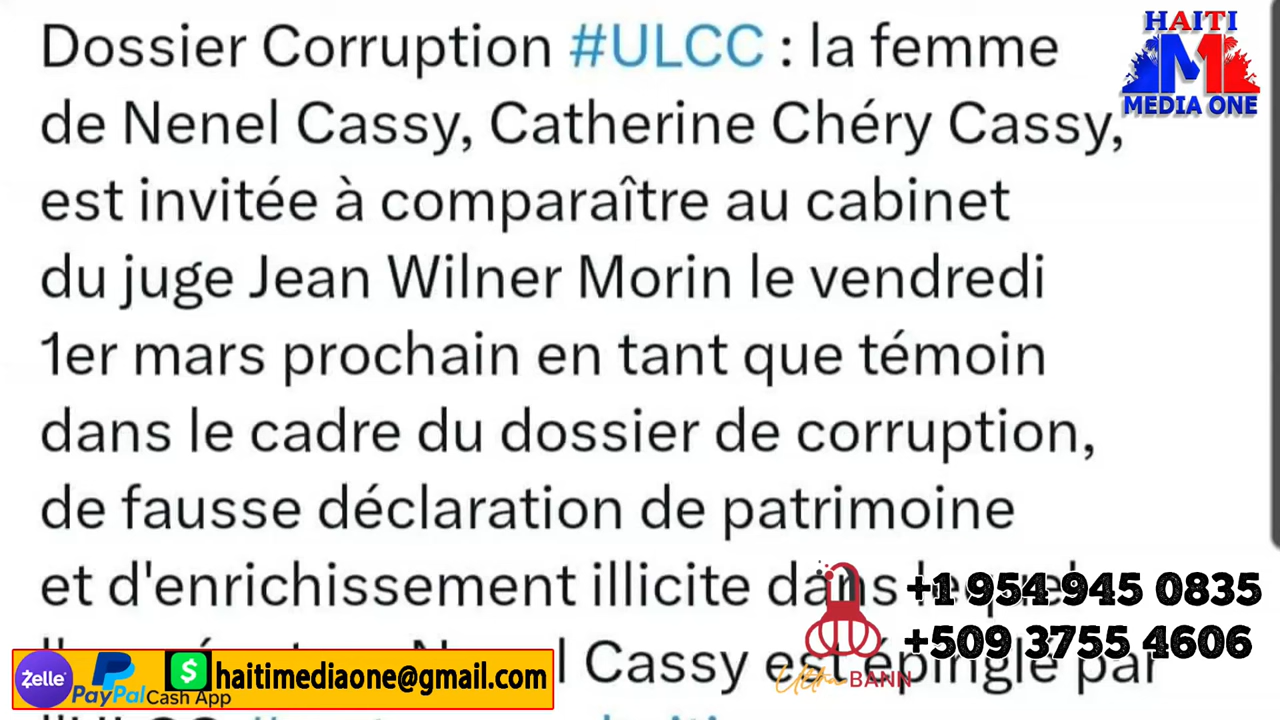 Dossier Corruption #ULCC : la femme
de Nenel Cassy, Catherine Chéry Cassy,
est invitée à comparaître au cabinet
du juge Jean Wilner Morin le vendredi
1er mars prochain en tant que témoin
dans le cadre du dossier de corruption,
de fausse déclaration de patrimoine
et d'enrichissement illicite dans
Cassy est épinglé par
HAITI
M
MEDIA ONE
+1 954 945 0835
+509 3755 4606
Ultra BANN
Zelle
PayPal
$
Cash App
haitimediaone@gmail.com